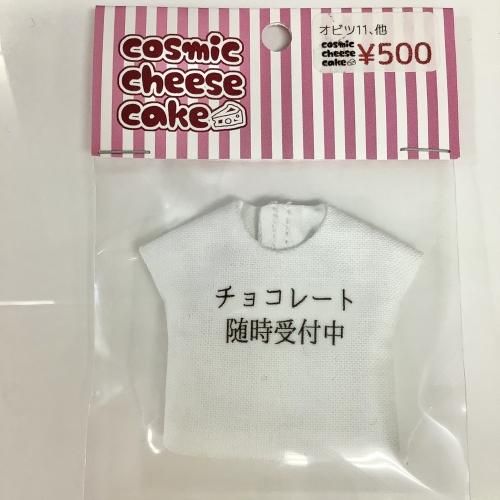 cosmic
cheese
cake
オビツ11、他
cosmic
cheese
cake
¥500
チョコレート
随時受付中